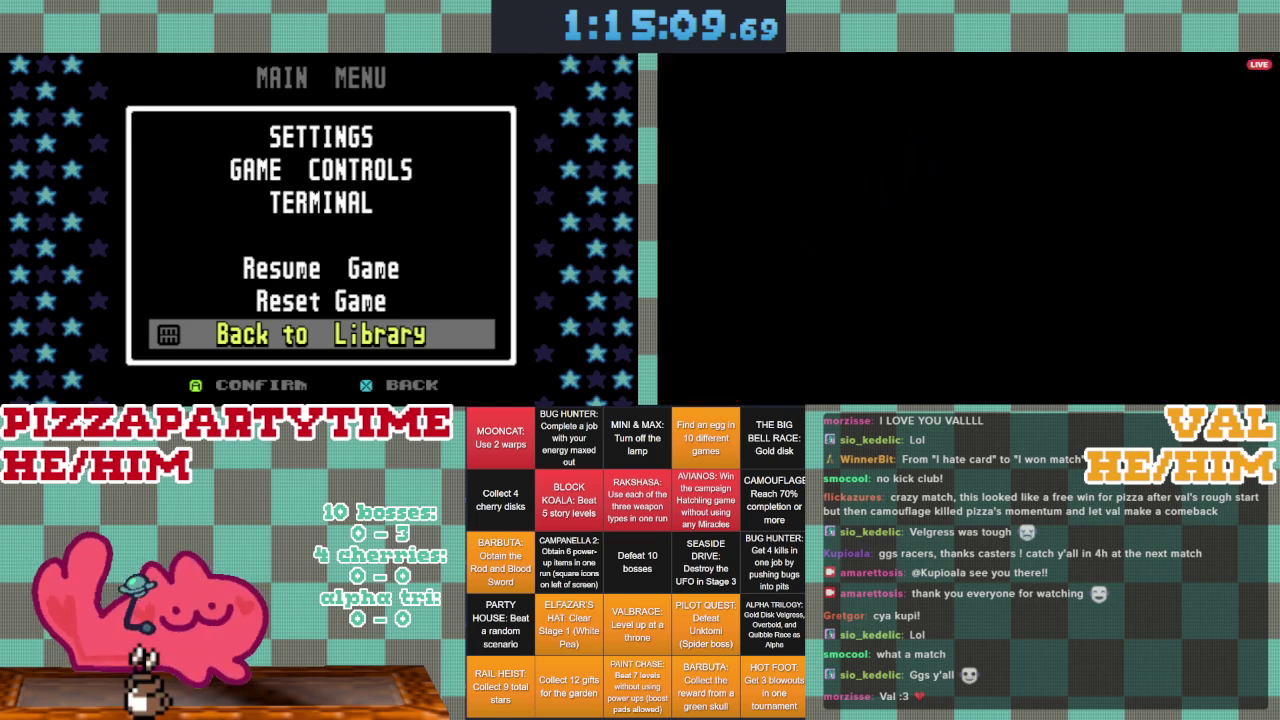 1:15:09.69
MAIN MENU
SETTINGS
GAME CONTROLS
TERMINAL
Resume Game
Reset Game
Back to Library
A CONFIRM X BACK
LIVE
PIZZAPARTYTIME
HE/HIM
10 bosses:
0 - 3
4 cherries:
0 - 0
alpha tri:
0 - 0
MOONCAT:
Use 2 warps
BUG HUNTER:
Complete a job
with your
energy maxed
out
MINI & MAX:
Turn off the
lamp
Find an egg in
10 different
games
THE BIG
BELL RACE:
Gold disk
Collect 4
cherry disks
BLOCK
KOALA: Beat
5 story levels
RAKSHASA:
Use each of the
three weapon
types in one run
AVIANOS: Win
the campaign
Hatchling game
without using
any Miracles
CAMOUFLAGE:
Reach 70%
completion or
more
BARBUTA:
Obtain the
Rod and Blood
Sword
CAMPANELLA 2:
Obtain 6 power-
up items in one
run (square icons
on left of screen)
Defeat 10
bosses
SEASIDE
DRIVE:
Destroy the
UFO in Stage 3
BUG HUNTER:
Get 4 kills in
one job by
pushing bugs
into pits
PARTY
HOUSE: Beat
a random
scenario
ELFAZAR'S
HAT: Clear
Stage 1 (White
Pea)
VALBRACE:
Level up at a
throne
PILOT QUEST:
Defeat
Unktomi
(Spider boss)
ALPHA TRILOGY:
Gold Disk Velgress,
Overbold, and
Quibble Race as
Alpha
RAIL HEIST:
Collect 9 total
stars
Collect 12 gifts
for the garden
PAINT CHASE:
Beat 7 levels
without using
power ups (boost
pads allowed)
BARBUTA:
Collect the
reward from a
green skull
HOT FOOT:
Get 3 blowouts
in one
tournament
VAL
HE/HIM
morzisse: I LOVE YOU VALLLL
sio_kedelic: Lol
WinnerBit: From "I hate card" to "I won match"
smocool: no kick club!
flickazures: crazy match, this looked like a free win for pizza after val's rough start
but then camouflage killed pizza's momentum and let val make a comeback
sio_kedelic: Velgress was tough
Kupioala: ggs racers, thanks casters ! catch y'all in 4h at the next match
amarettosis: @Kupioala see you there!!
amarettosis: thank you everyone for watching
Gretgor: cya kupi!
sio_kedelic: Lol
smocool: what a match
sio_kedelic: Ggs y'all
morzisse: Val :3